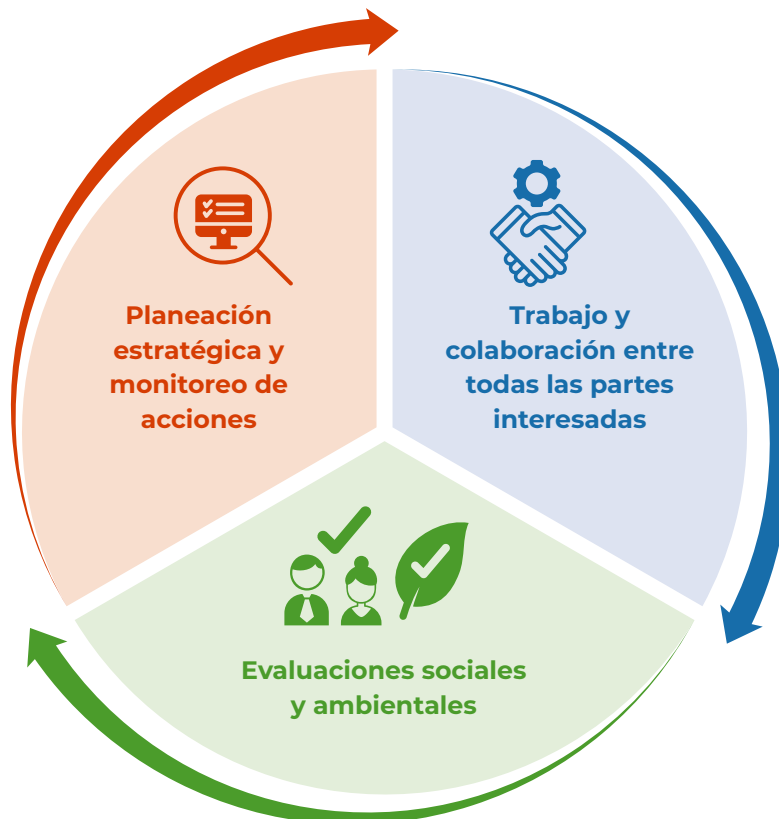 Planeación
estratégica y
monitoreo de
acciones
Trabajo y
colaboración entre
todas las partes
interesadas
Evaluaciones sociales
y ambientales